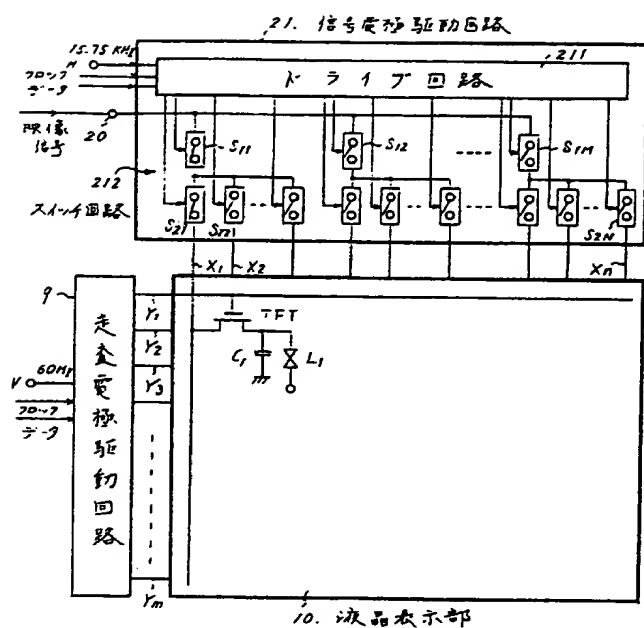 21. 信号電極駆動回路
15.75 KHz
H
211
ドライブ回路
クロック
データ
映像
信号
20
S11
S12
S1M
212
スイッチ回路
S21
S221
S2N
X1
X2
Xn
9
Y1
TFT
Y2
C1
L1
V
60Hz
Y3
クロック
データ
走査電極駆動回路
Ym
10. 液晶表示部